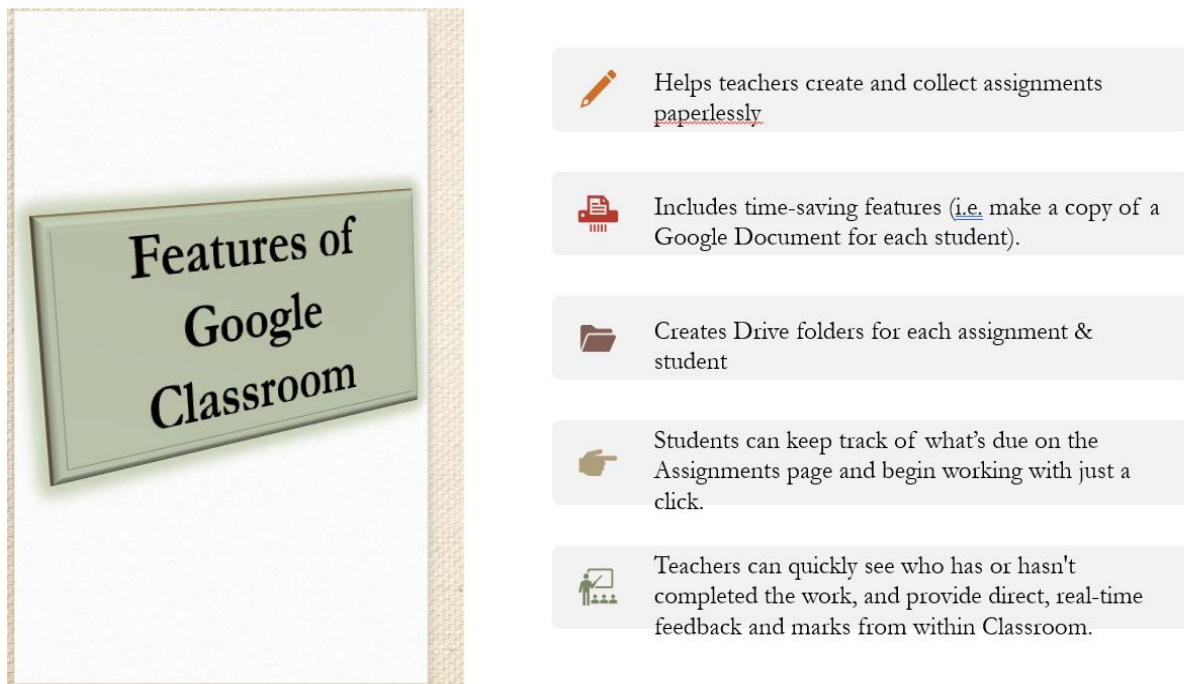 Features of
Google
Classroom
Helps teachers create and collect assignments
paperlessly
Includes time-saving features (i.e. make a copy of a
Google Document for each student).
Creates Drive folders for each assignment &
student
Students can keep track of what’s due on the
Assignments page and begin working with just a
click.
Teachers can quickly see who has or hasn't
completed the work, and provide direct, real-time
feedback and marks from within Classroom.